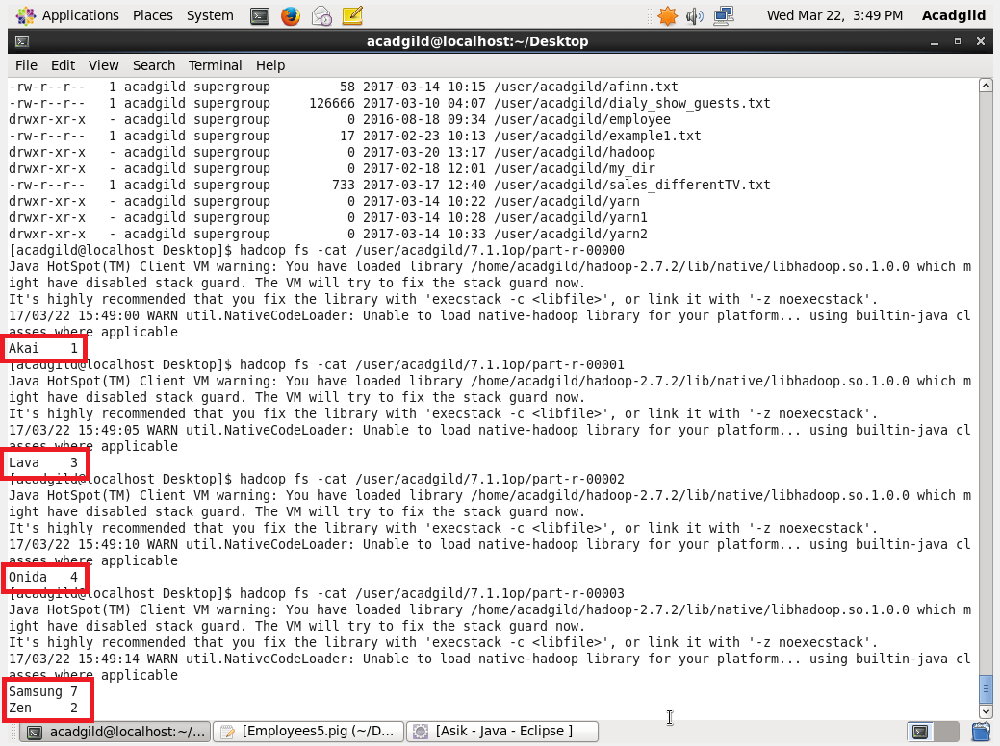 Applications Places System Wed Mar 22, 3:49 PM Acadgild
acadgild@localhost:~/Desktop
File Edit View Search Terminal Help
-rw-r--r-- 1 acadgild supergroup 58 2017-03-14 10:15 /user/acadgild/afinn.txt
-rw-r--r-- 1 acadgild supergroup 126666 2017-03-10 04:07 /user/acadgild/dialy_show_guests.txt
drwxr-xr-x - acadgild supergroup 0 2016-08-18 09:34 /user/acadgild/employee
-rw-r--r-- 1 acadgild supergroup 17 2017-02-23 10:13 /user/acadgild/example1.txt
drwxr-xr-x - acadgild supergroup 0 2017-03-20 13:17 /user/acadgild/hadoop
drwxr-xr-x - acadgild supergroup 0 2017-02-18 12:01 /user/acadgild/my_dir
-rw-r--r-- 1 acadgild supergroup 733 2017-03-17 12:40 /user/acadgild/sales_differentTV.txt
drwxr-xr-x - acadgild supergroup 0 2017-03-14 10:22 /user/acadgild/yarn
drwxr-xr-x - acadgild supergroup 0 2017-03-14 10:28 /user/acadgild/yarn1
drwxr-xr-x - acadgild supergroup 0 2017-03-14 10:33 /user/acadgild/yarn2
[acadgild@localhost Desktop]$ hadoop fs -cat /user/acadgild/7.1.1op/part-r-00000
Java HotSpot(TM) Client VM warning: You have loaded library /home/acadgild/hadoop-2.7.2/lib/native/libhadoop.so.1.0.0 which m
ight have disabled stack guard. The VM will try to fix the stack guard now.
It's highly recommended that you fix the library with 'execstack -c <libfile>', or link it with '-z noexecstack'.
17/03/22 15:49:00 WARN util.NativeCodeLoader: Unable to load native-hadoop library for your platform... using builtin-java cl
asses where applicable
Akai 1
[acadgild@localhost Desktop]$ hadoop fs -cat /user/acadgild/7.1.1op/part-r-00001
Java HotSpot(TM) Client VM warning: You have loaded library /home/acadgild/hadoop-2.7.2/lib/native/libhadoop.so.1.0.0 which m
ight have disabled stack guard. The VM will try to fix the stack guard now.
It's highly recommended that you fix the library with 'execstack -c <libfile>', or link it with '-z noexecstack'.
17/03/22 15:49:05 WARN util.NativeCodeLoader: Unable to load native-hadoop library for your platform... using builtin-java cl
asses where applicable
Lava 3
[acadgild@localhost Desktop]$ hadoop fs -cat /user/acadgild/7.1.1op/part-r-00002
Java HotSpot(TM) Client VM warning: You have loaded library /home/acadgild/hadoop-2.7.2/lib/native/libhadoop.so.1.0.0 which m
ight have disabled stack guard. The VM will try to fix the stack guard now.
It's highly recommended that you fix the library with 'execstack -c <libfile>', or link it with '-z noexecstack'.
17/03/22 15:49:10 WARN util.NativeCodeLoader: Unable to load native-hadoop library for your platform... using builtin-java cl
asses where applicable
Onida 4
[acadgild@localhost Desktop]$ hadoop fs -cat /user/acadgild/7.1.1op/part-r-00003
Java HotSpot(TM) Client VM warning: You have loaded library /home/acadgild/hadoop-2.7.2/lib/native/libhadoop.so.1.0.0 which m
ight have disabled stack guard. The VM will try to fix the stack guard now.
It's highly recommended that you fix the library with 'execstack -c <libfile>', or link it with '-z noexecstack'.
17/03/22 15:49:14 WARN util.NativeCodeLoader: Unable to load native-hadoop library for your platform... using builtin-java cl
asses where applicable
Samsung 7
Zen 2
acadgild@localhost:~/... [Employees5.pig (~/D... [Asik - Java - Eclipse ]